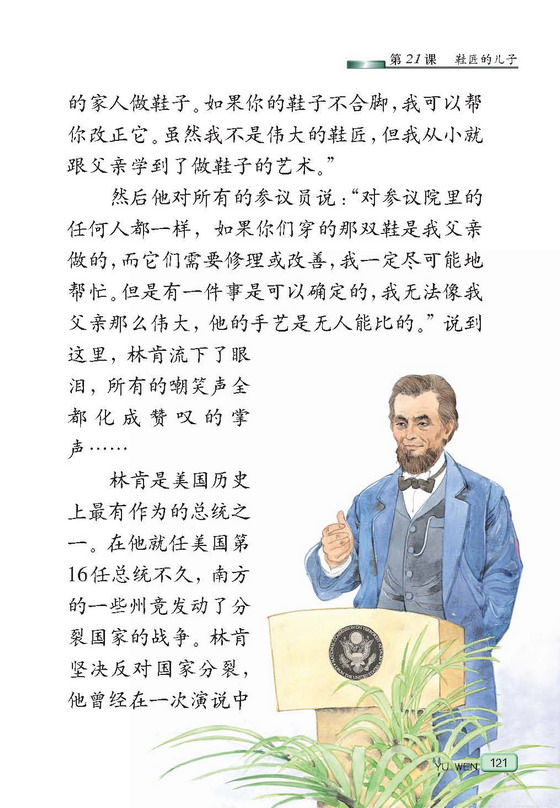 第21课 鞋匠的儿子
的家人做鞋子。如果你的鞋子不合脚，我可以帮
你改正它。虽然我不是伟大的鞋匠，但我从小就
跟父亲学到了做鞋子的艺术。”
然后他对所有的参议员说：“对参议院里的
任何人都一样，如果你们穿的那双鞋是我父亲
做的，而它们需要修理或改善，我一定尽可能地
帮忙。但是有一件事是可以确定的，我无法像我
父亲那么伟大，他的手艺是无人能比的。”说到
这里，林肯流下了眼
泪，所有的嘲笑声全
都化成赞叹的掌
声……
林肯是美国历史
上最有作为的总统之
一。在他就任美国第
16任总统不久，南方
的一些州竟发动了分
裂国家的战争。林肯
坚决反对国家分裂，
他曾经在一次演说中
YU WEN 121